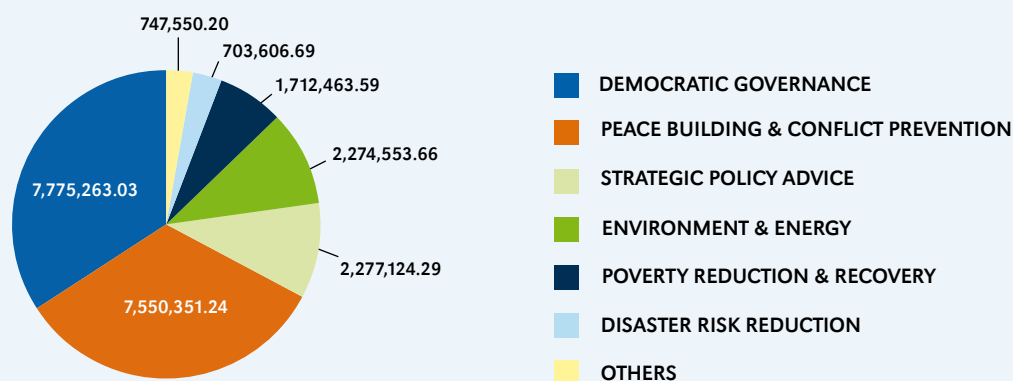 747,550.20
703,606.69
1,712,463.59
2,274,553.66
2,277,124.29
7,550,351.24
7,775,263.03
DEMOCRATIC GOVERNANCE
PEACE BUILDING & CONFLICT PREVENTION
STRATEGIC POLICY ADVICE
ENVIRONMENT & ENERGY
POVERTY REDUCTION & RECOVERY
DISASTER RISK REDUCTION
OTHERS